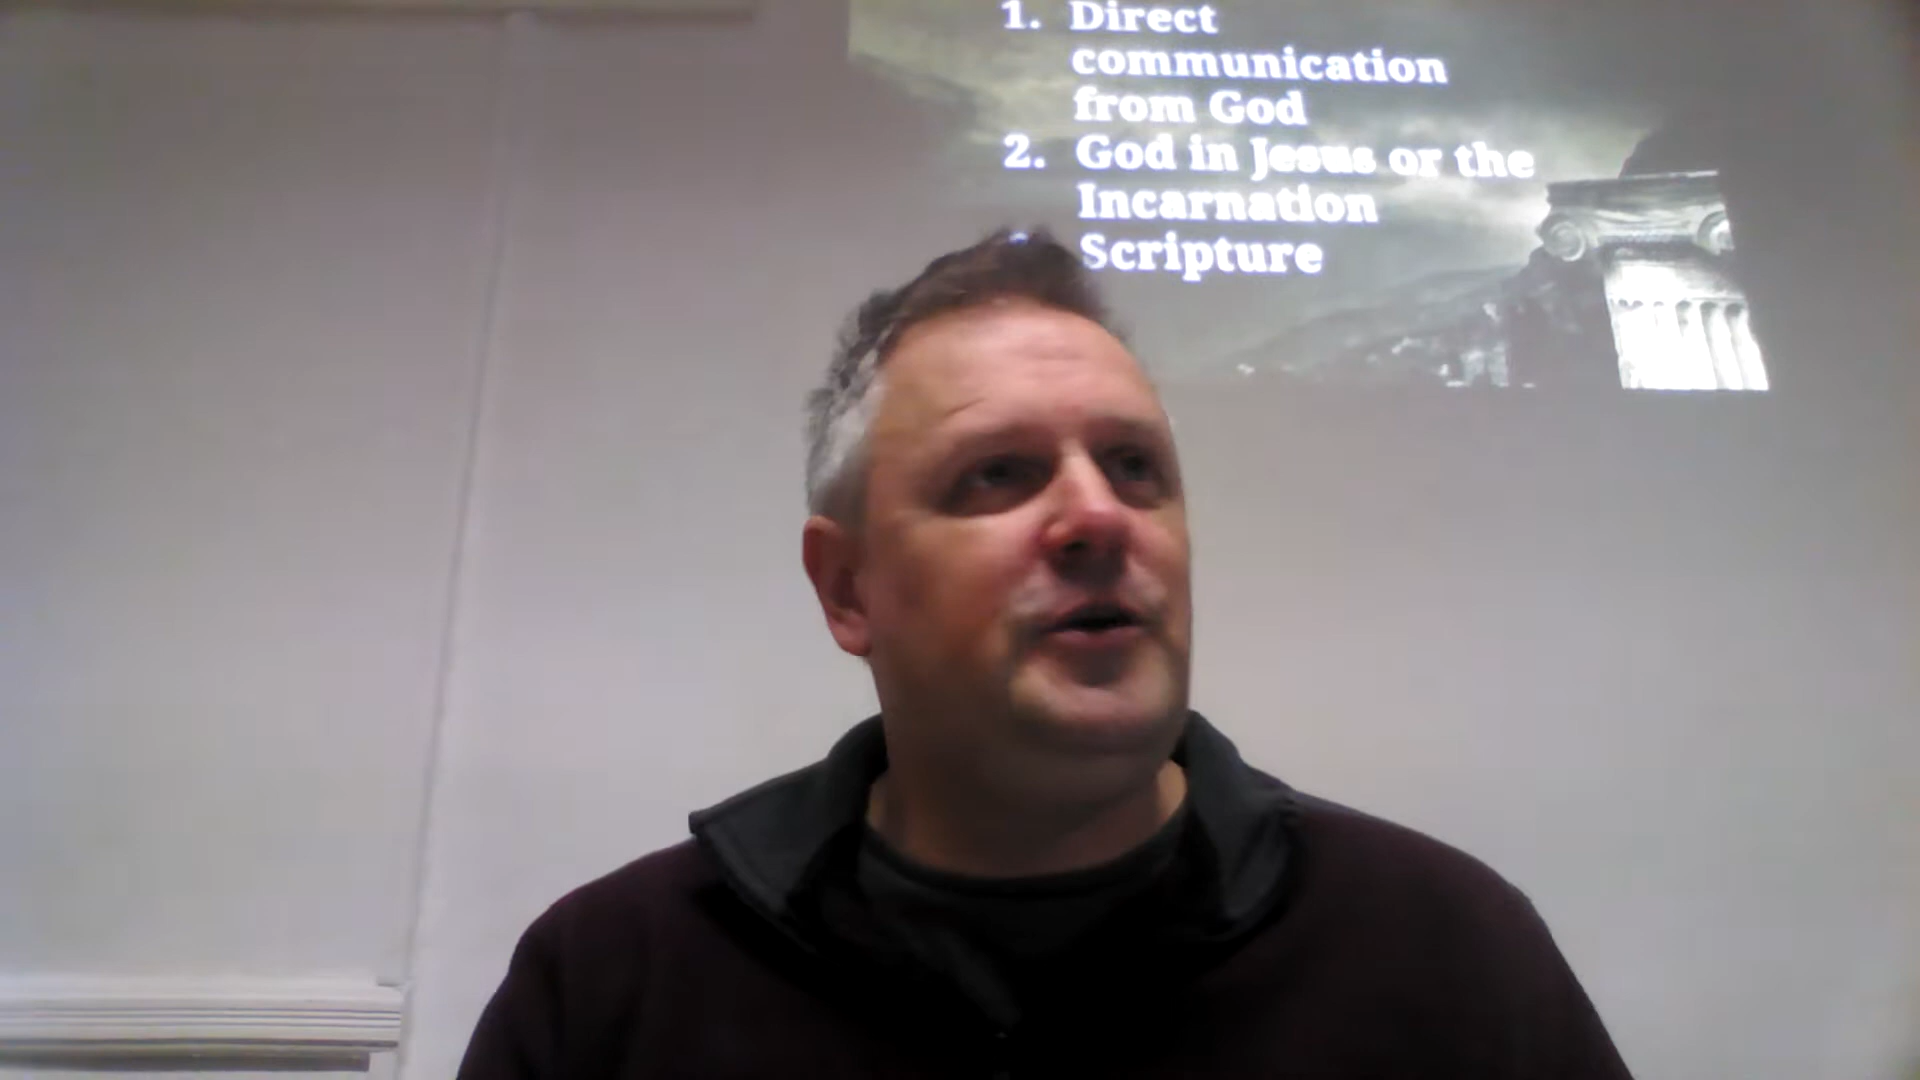 1. Direct
communication
from God
2. God in Jesus or the
Incarnation
Scripture